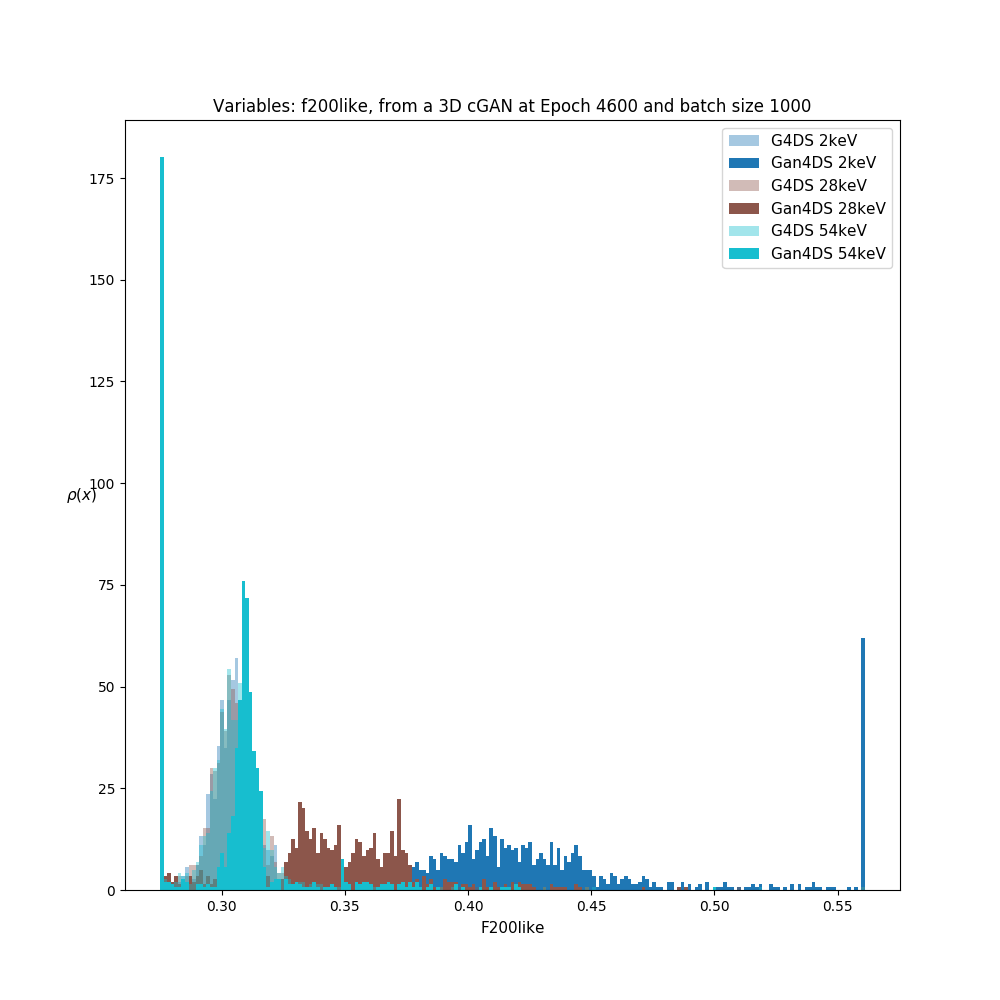 Variables: f200like, from a 3D cGAN at Epoch 4600 and batch size 1000
G4DS 2keV
Gan4DS 2keV
G4DS 28keV
Gan4DS 28keV
G4DS 54keV
Gan4DS 54keV
175
150
125
100
ρ(x)
75
50
25
0
0.30 0.35 0.40 0.45 0.50 0.55
F200like